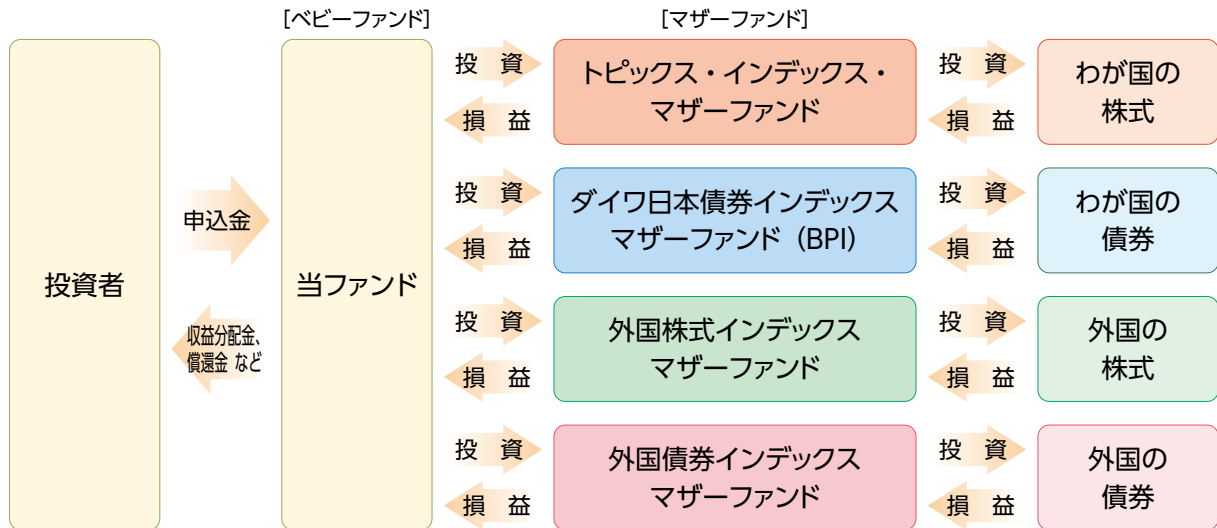 [ベビーファンド]
[マザーファンド]
投資者
申込金
収益分配金、
償還金 など
当ファンド
投 資
損 益
トピックス・インデックス・
マザーファンド
投 資
損 益
わが国の
株式
投 資
損 益
ダイワ日本債券インデックス
マザーファンド（BPI）
投 資
損 益
わが国の
債券
投 資
損 益
外国株式インデックス
マザーファンド
投 資
損 益
外国の
株式
投 資
損 益
外国債券インデックス
マザーファンド
投 資
損 益
外国の
債券